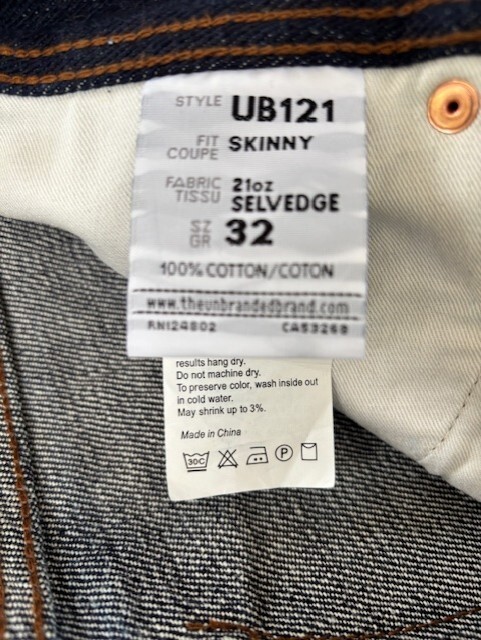 STYLE UB121
FIT SKINNY
COUPE
FABRIC 21oz
TISSU SELVEDGE
SZ 32
GR
100% COTTON/COTON
www.theunbrandedbrand.com
RN124802 CA53268
results hang dry.
Do not machine dry.
To preserve color, wash inside out
in cold water.
May shrink up to 3%.
Made in China
30C P